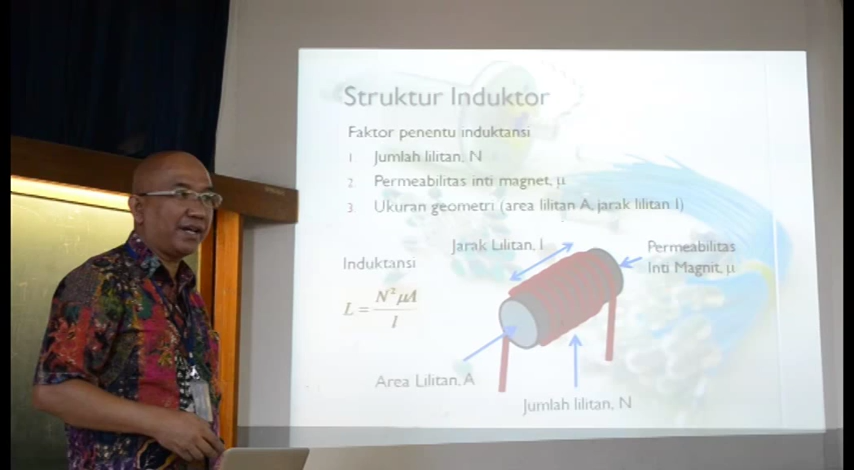 Struktur Induktor
Faktor penentu induktansi
1 Jumlah lilitan, N
2. Permeabilitas inti magnet, μ
3. Ukuran geometri (area lilitan A, jarak lilitan l)
Jarak Lilitan, l
Permeabilitas
Inti Magnit, μ
Induktansi
L = N²μA / l
Area Lilitan, A
Jumlah lilitan, N